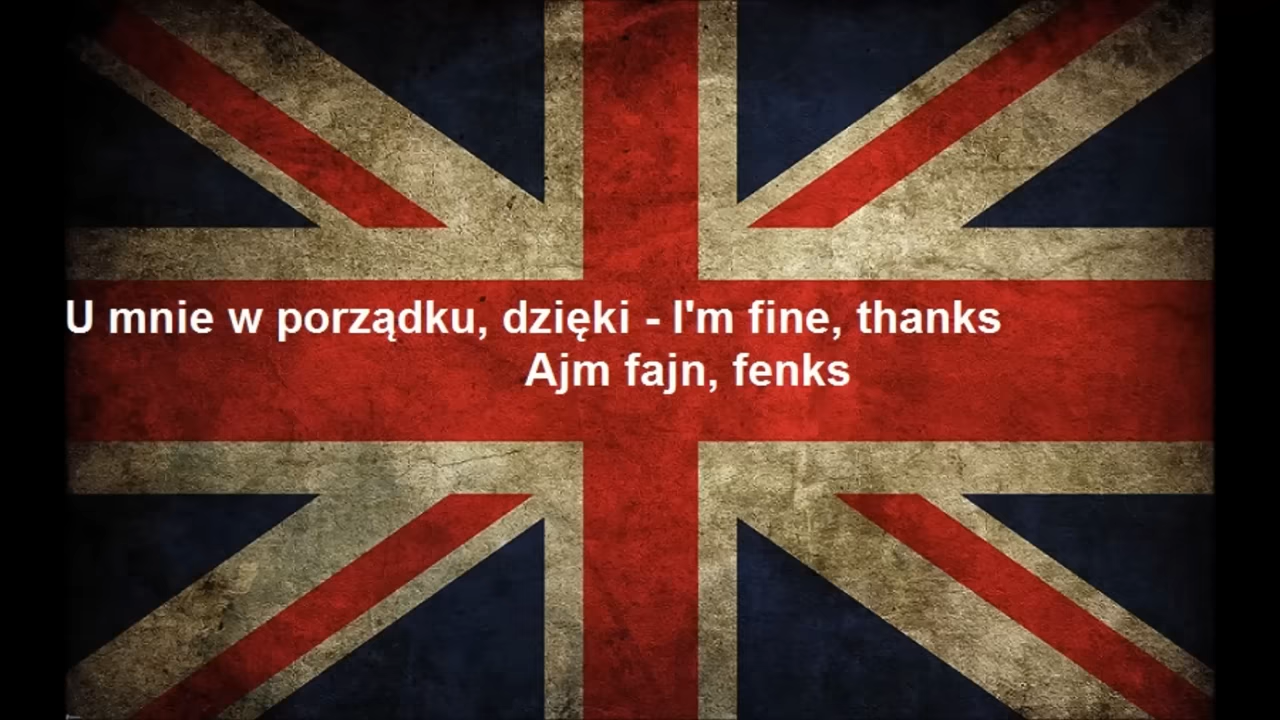 U mnie w porządku, dzięki - I'm fine, thanks
Ajm fajn, fenks